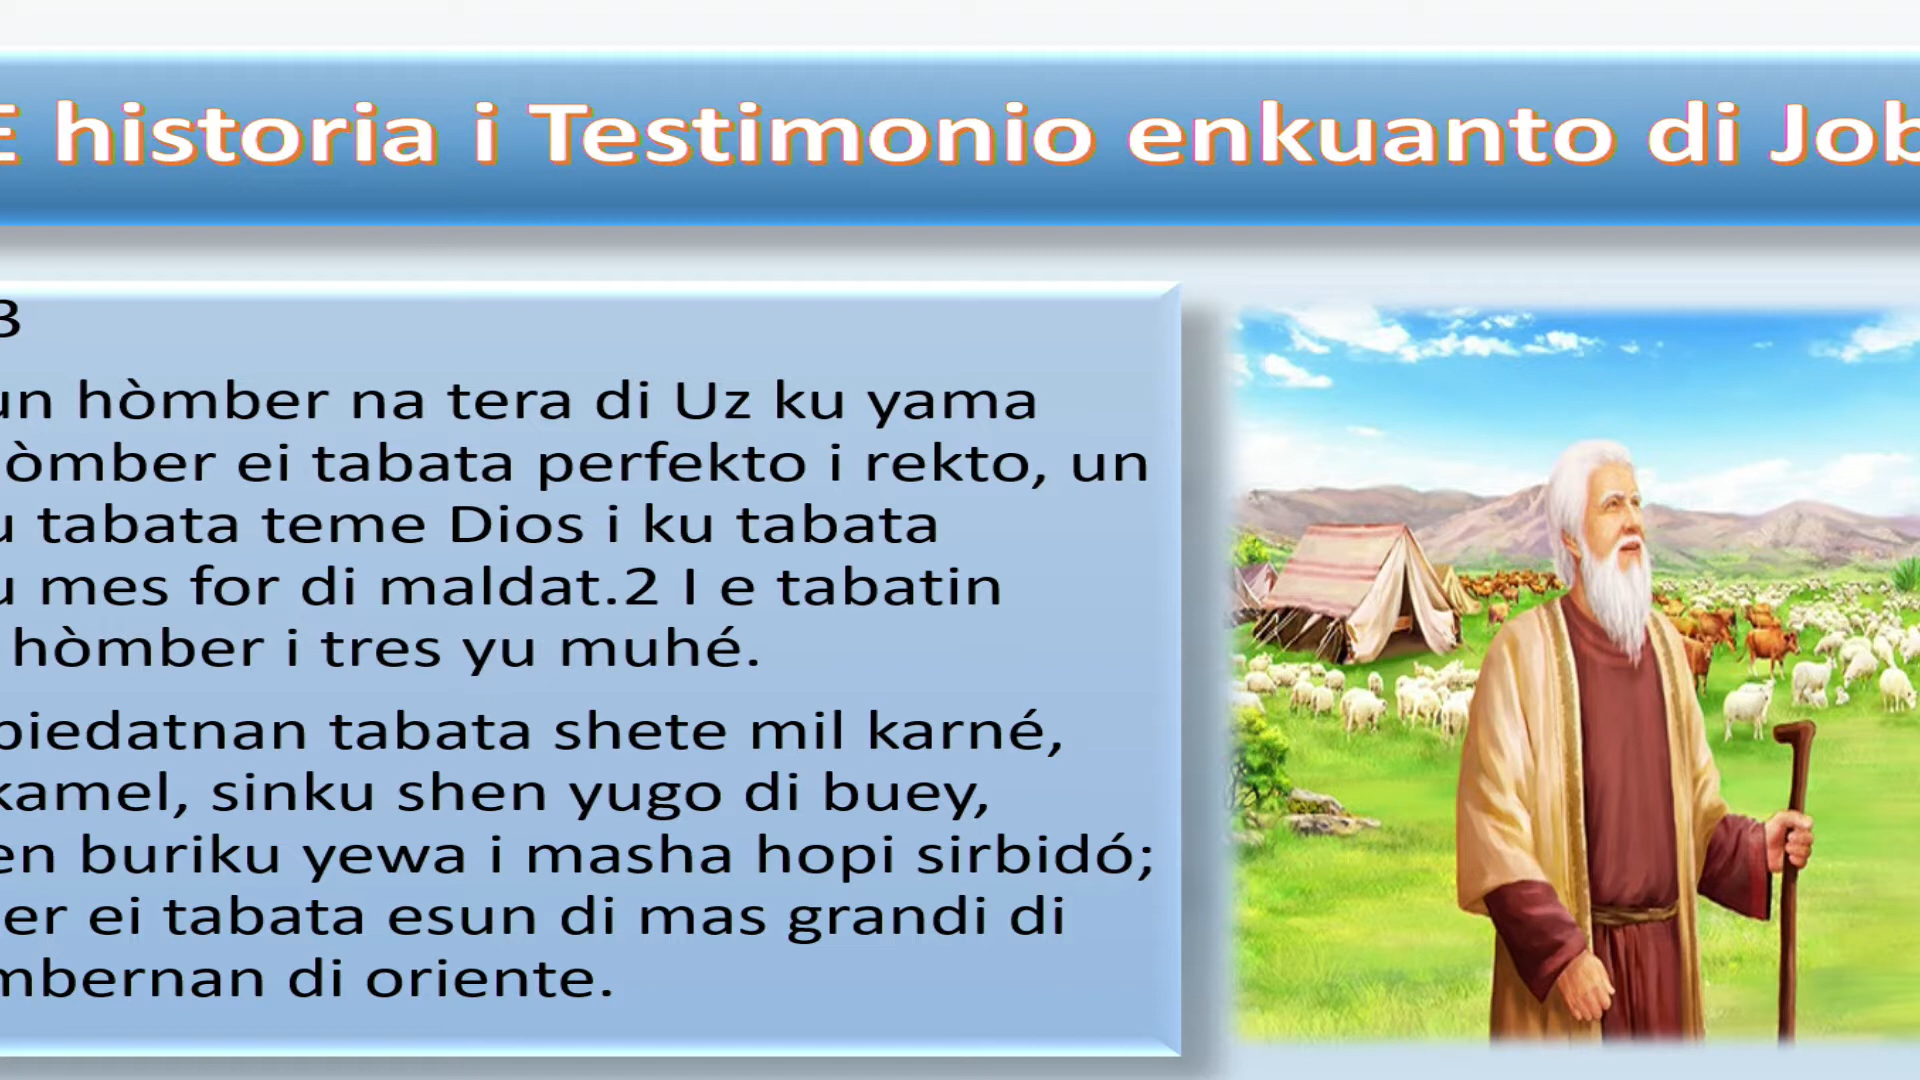 E historia i Testimonio enkuanto di Job
3
un hòmber na tera di Uz ku yama
òmber ei tabata perfekto i rekto, un
u tabata teme Dios i ku tabata
u mes for di maldat.2 I e tabatin
hòmber i tres yu muhé.
piedatnan tabata shete mil karné,
kamel, sinku shen yugo di buey,
en buriku yewa i masha hopi sirbidó;
er ei tabata esun di mas grandi di
mbernan di oriente.